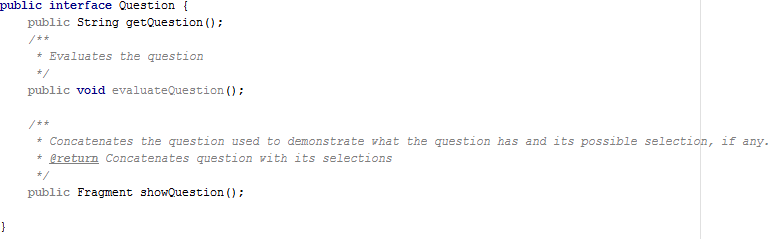 public interface Question {
public String getQuestion();
/**
* Evaluates the question
*/
public void evaluateQuestion();
/**
* Concatenates the question used to demonstrate what the question has and its possible selection, if any.
* @return Concatenates question with its selections
*/
public Fragment showQuestion();
}